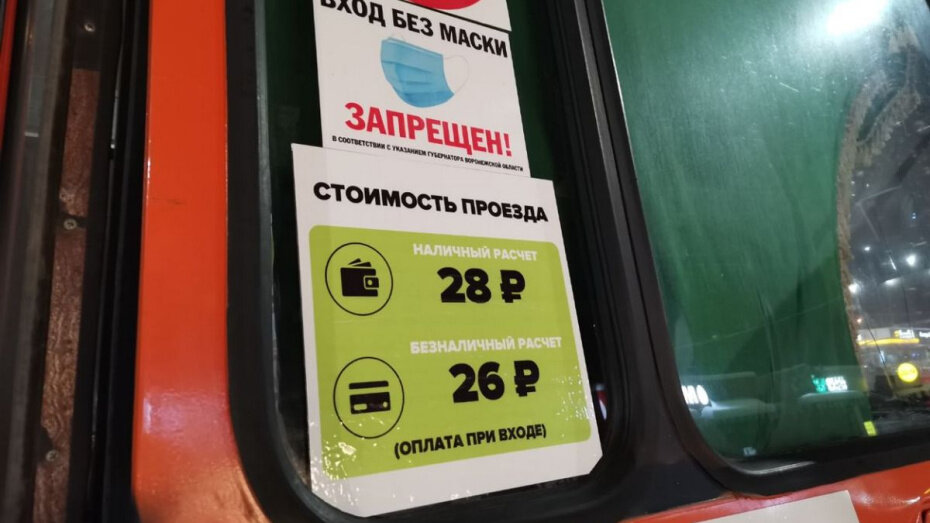 ВХОД БЕЗ МАСКИ
ЗАПРЕЩЕН!
В СООТВЕТСТВИИ С УКАЗАНИЕМ ГУБЕРНАТОРА ВОРОНЕЖСКОЙ ОБЛАСТИ
СТОИМОСТЬ ПРОЕЗДА
НАЛИЧНЫЙ РАСЧЕТ
28 ₽
БЕЗНАЛИЧНЫЙ РАСЧЕТ
26 ₽
(ОПЛАТА ПРИ ВХОДЕ)